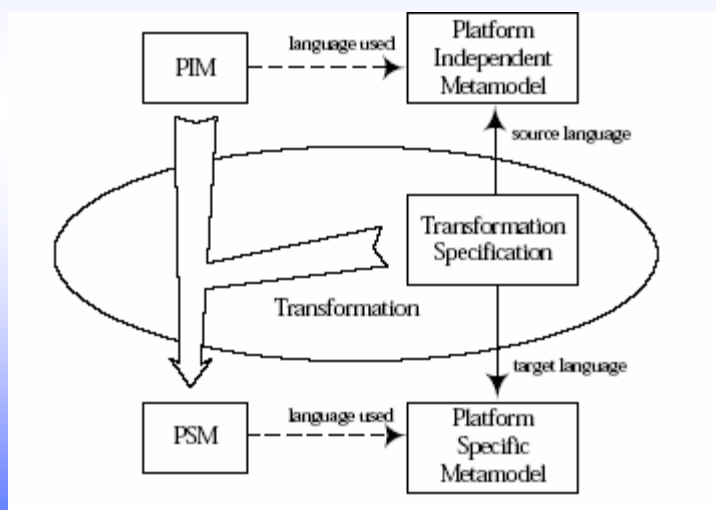 PIM
language used
Platform
Independent
Metamodel
source language
Transformation
Specification
Transformation
target language
PSM
language used
Platform
Specific
Metamodel